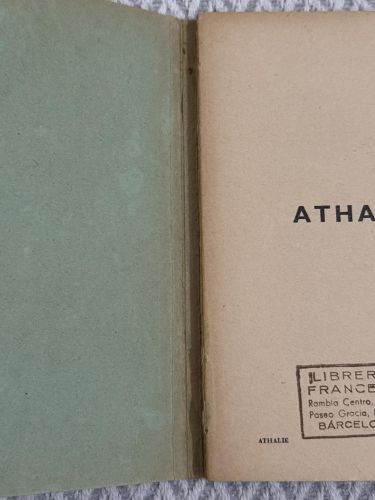 ATHA
LIBRER
FRANCE
Rambla Centro,
Paseo Gracia,
BARCELO
ATHALIE